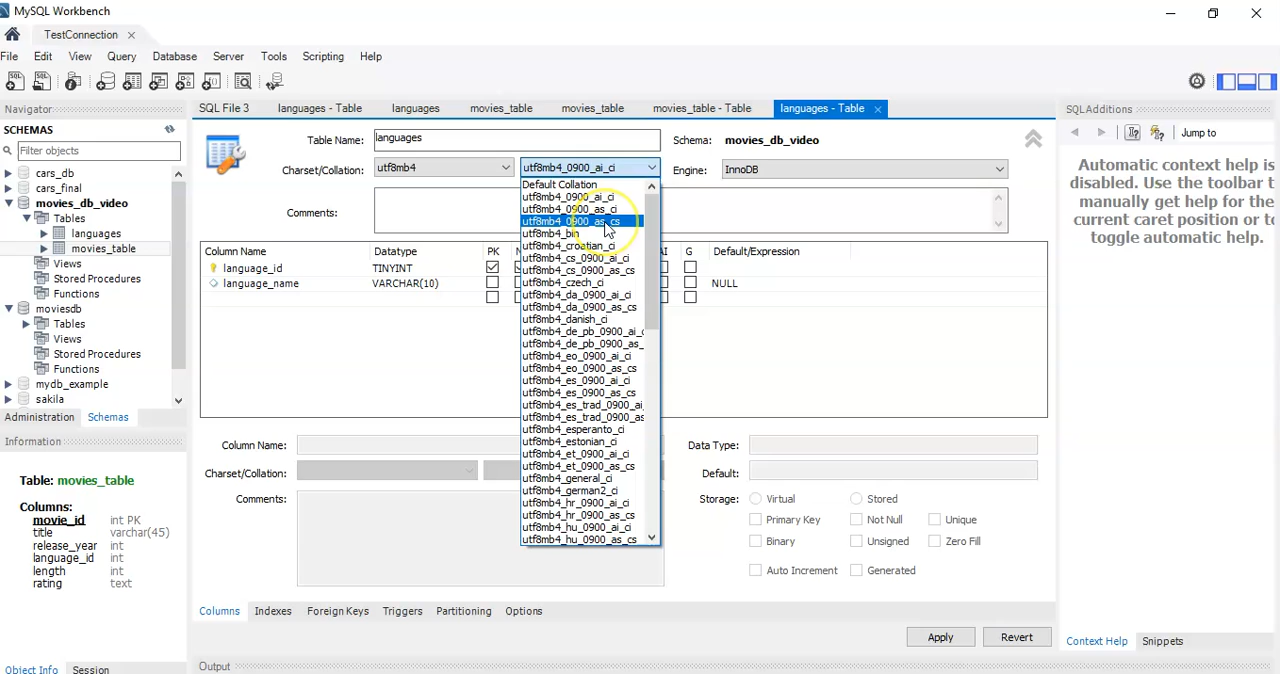 MySQL Workbench
TestConnection
File Edit View Query Database Server Tools Scripting Help
Navigator
SCHEMAS
Filter objects
cars_db
cars_final
movies_db_video
Tables
languages
movies_table
Views
Stored Procedures
Functions
moviesdb
Tables
Views
Stored Procedures
Functions
mydb_example
sakila
Administration Schemas
Information
Table: movies_table
Columns:
movie_id int PK
title varchar(45)
release_year int
language_id int
length int
rating text
Object Info Session
SQL File 3 languages - Table languages movies_table movies_table movies_table - Table languages - Table
Table Name: languages Schema: movies_db_video
Charset/Collation: utf8mb4 utf8mb4_0900_ai_ci Engine: InnoDB
Comments:
Default Collation
utf8mb4_0900_ai_ci
utf8mb4_0900_as_ci
utf8mb4_0900_as_cs
utf8mb4_bin
utf8mb4_croatian_ci
utf8mb4_cs_0900_ai_ci
utf8mb4_cs_0900_as_cs
utf8mb4_czech_ci
utf8mb4_da_0900_ai_ci
utf8mb4_da_0900_as_cs
utf8mb4_danish_ci
utf8mb4_de_pb_0900_ai_c
utf8mb4_de_pb_0900_as_
utf8mb4_eo_0900_ai_ci
utf8mb4_eo_0900_as_cs
utf8mb4_es_0900_ai_ci
utf8mb4_es_0900_as_cs
utf8mb4_es_trad_0900_ai_
utf8mb4_es_trad_0900_as
utf8mb4_esperanto_ci
utf8mb4_estonian_ci
utf8mb4_et_0900_ai_ci
utf8mb4_et_0900_as_cs
utf8mb4_general_ci
utf8mb4_german2_ci
utf8mb4_hr_0900_ai_ci
utf8mb4_hr_0900_as_cs
utf8mb4_hu_0900_ai_ci
utf8mb4_hu_0900_as_cs
Column Name Datatype PK N AI G Default/Expression
language_id TINYINT
language_name VARCHAR(10) NULL
Column Name: Data Type:
Charset/Collation: Default:
Comments: Storage: Virtual Stored
Primary Key Not Null Unique
Binary Unsigned Zero Fill
Auto Increment Generated
Columns Indexes Foreign Keys Triggers Partitioning Options
Apply Revert
Output
SQLAdditions
Jump to
Automatic context help is
disabled. Use the toolbar t
manually get help for the
current caret position or to
toggle automatic help.
Context Help Snippets